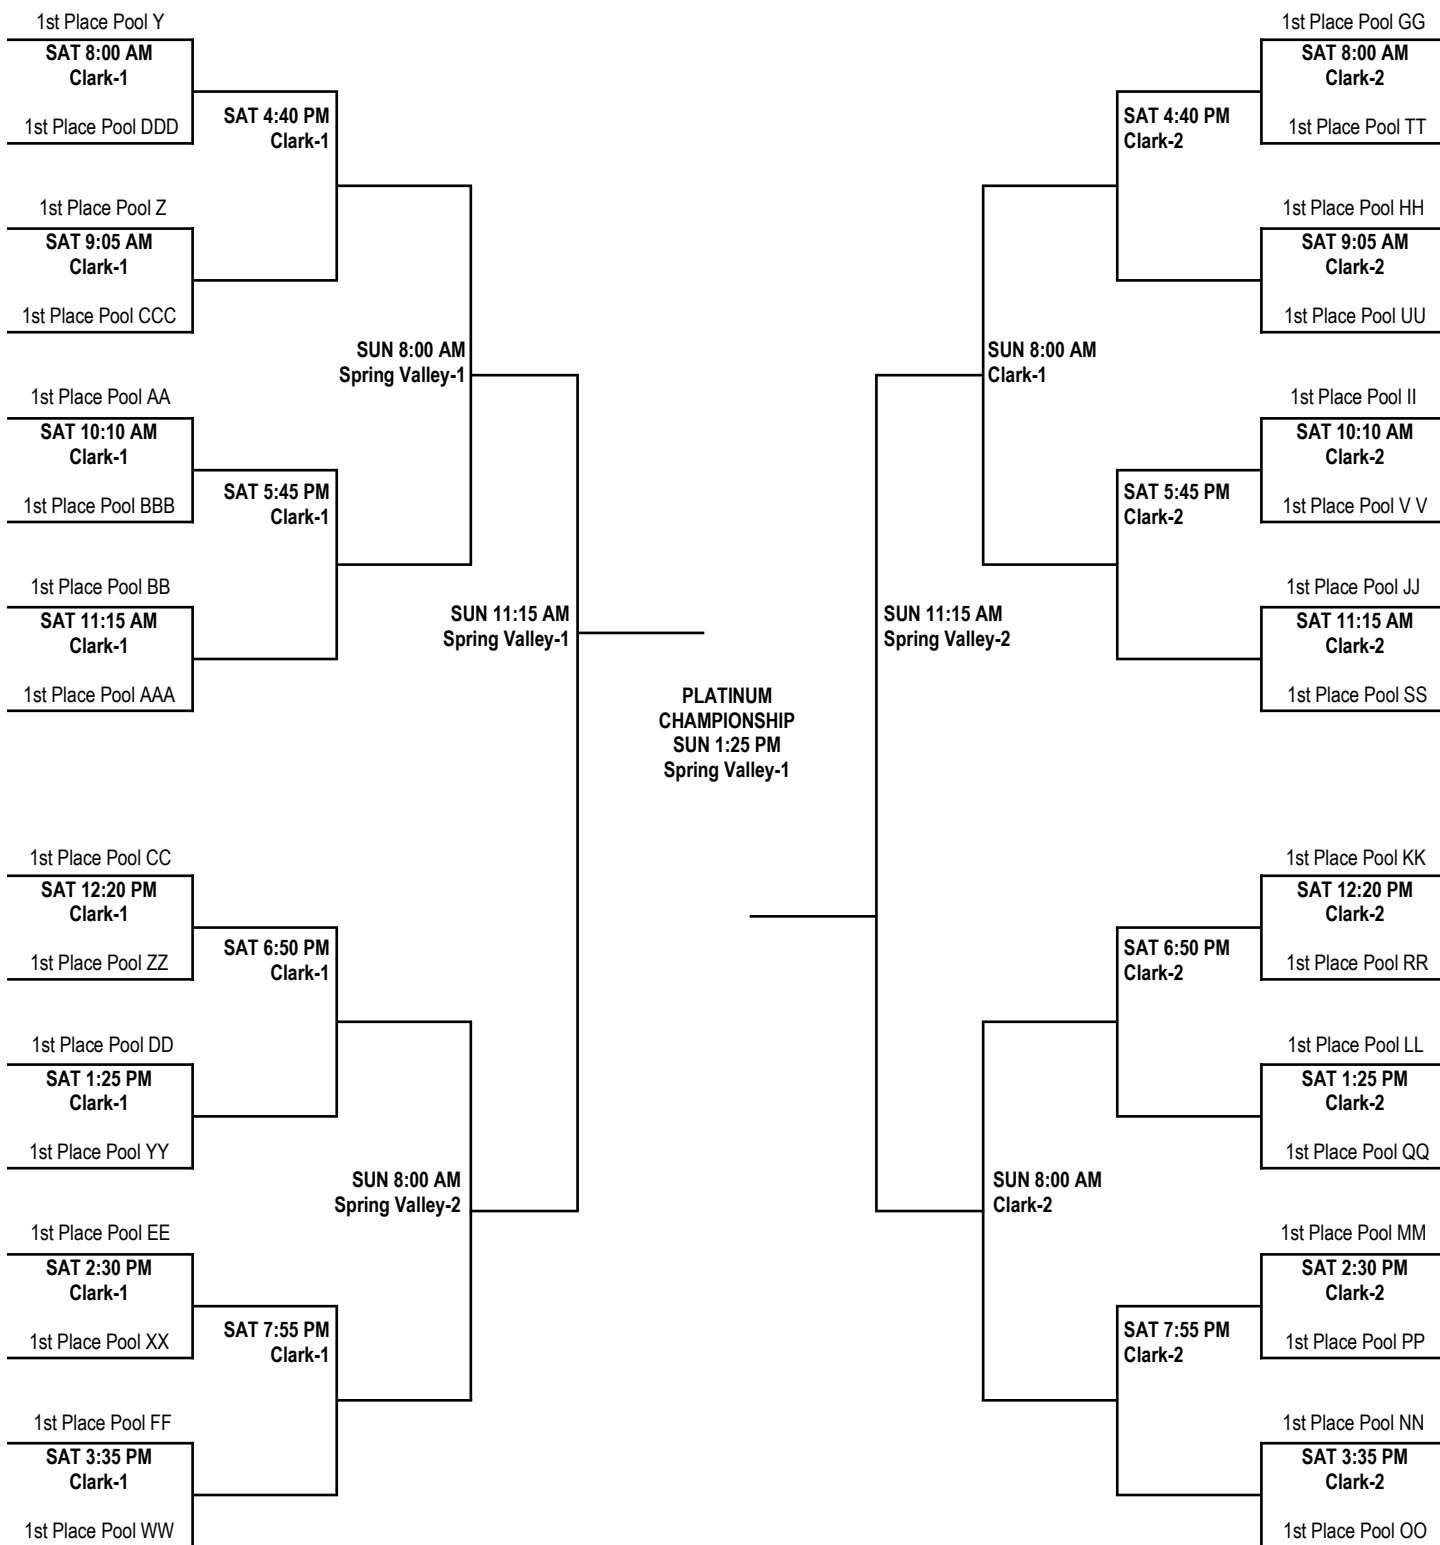 1st Place Pool Y
SAT 8:00 AM
Clark-1
1st Place Pool DDD
SAT 4:40 PM
Clark-1
1st Place Pool Z
SAT 9:05 AM
Clark-1
1st Place Pool CCC
SUN 8:00 AM
Spring Valley-1
1st Place Pool AA
SAT 10:10 AM
Clark-1
1st Place Pool BBB
SAT 5:45 PM
Clark-1
1st Place Pool BB
SAT 11:15 AM
Clark-1
1st Place Pool AAA
SUN 11:15 AM
Spring Valley-1
PLATINUM
CHAMPIONSHIP
SUN 1:25 PM
Spring Valley-1
1st Place Pool CC
SAT 12:20 PM
Clark-1
1st Place Pool ZZ
SAT 6:50 PM
Clark-1
1st Place Pool DD
SAT 1:25 PM
Clark-1
1st Place Pool YY
SUN 8:00 AM
Spring Valley-2
1st Place Pool EE
SAT 2:30 PM
Clark-1
1st Place Pool XX
SAT 7:55 PM
Clark-1
1st Place Pool FF
SAT 3:35 PM
Clark-1
1st Place Pool WW
1st Place Pool GG
SAT 8:00 AM
Clark-2
1st Place Pool TT
SAT 4:40 PM
Clark-2
1st Place Pool HH
SAT 9:05 AM
Clark-2
1st Place Pool UU
SUN 8:00 AM
Clark-1
1st Place Pool II
SAT 10:10 AM
Clark-2
1st Place Pool V V
SAT 5:45 PM
Clark-2
1st Place Pool JJ
SAT 11:15 AM
Clark-2
1st Place Pool SS
SUN 11:15 AM
Spring Valley-2
1st Place Pool KK
SAT 12:20 PM
Clark-2
1st Place Pool RR
SAT 6:50 PM
Clark-2
1st Place Pool LL
SAT 1:25 PM
Clark-2
1st Place Pool QQ
SUN 8:00 AM
Clark-2
1st Place Pool MM
SAT 2:30 PM
Clark-2
1st Place Pool PP
SAT 7:55 PM
Clark-2
1st Place Pool NN
SAT 3:35 PM
Clark-2
1st Place Pool OO